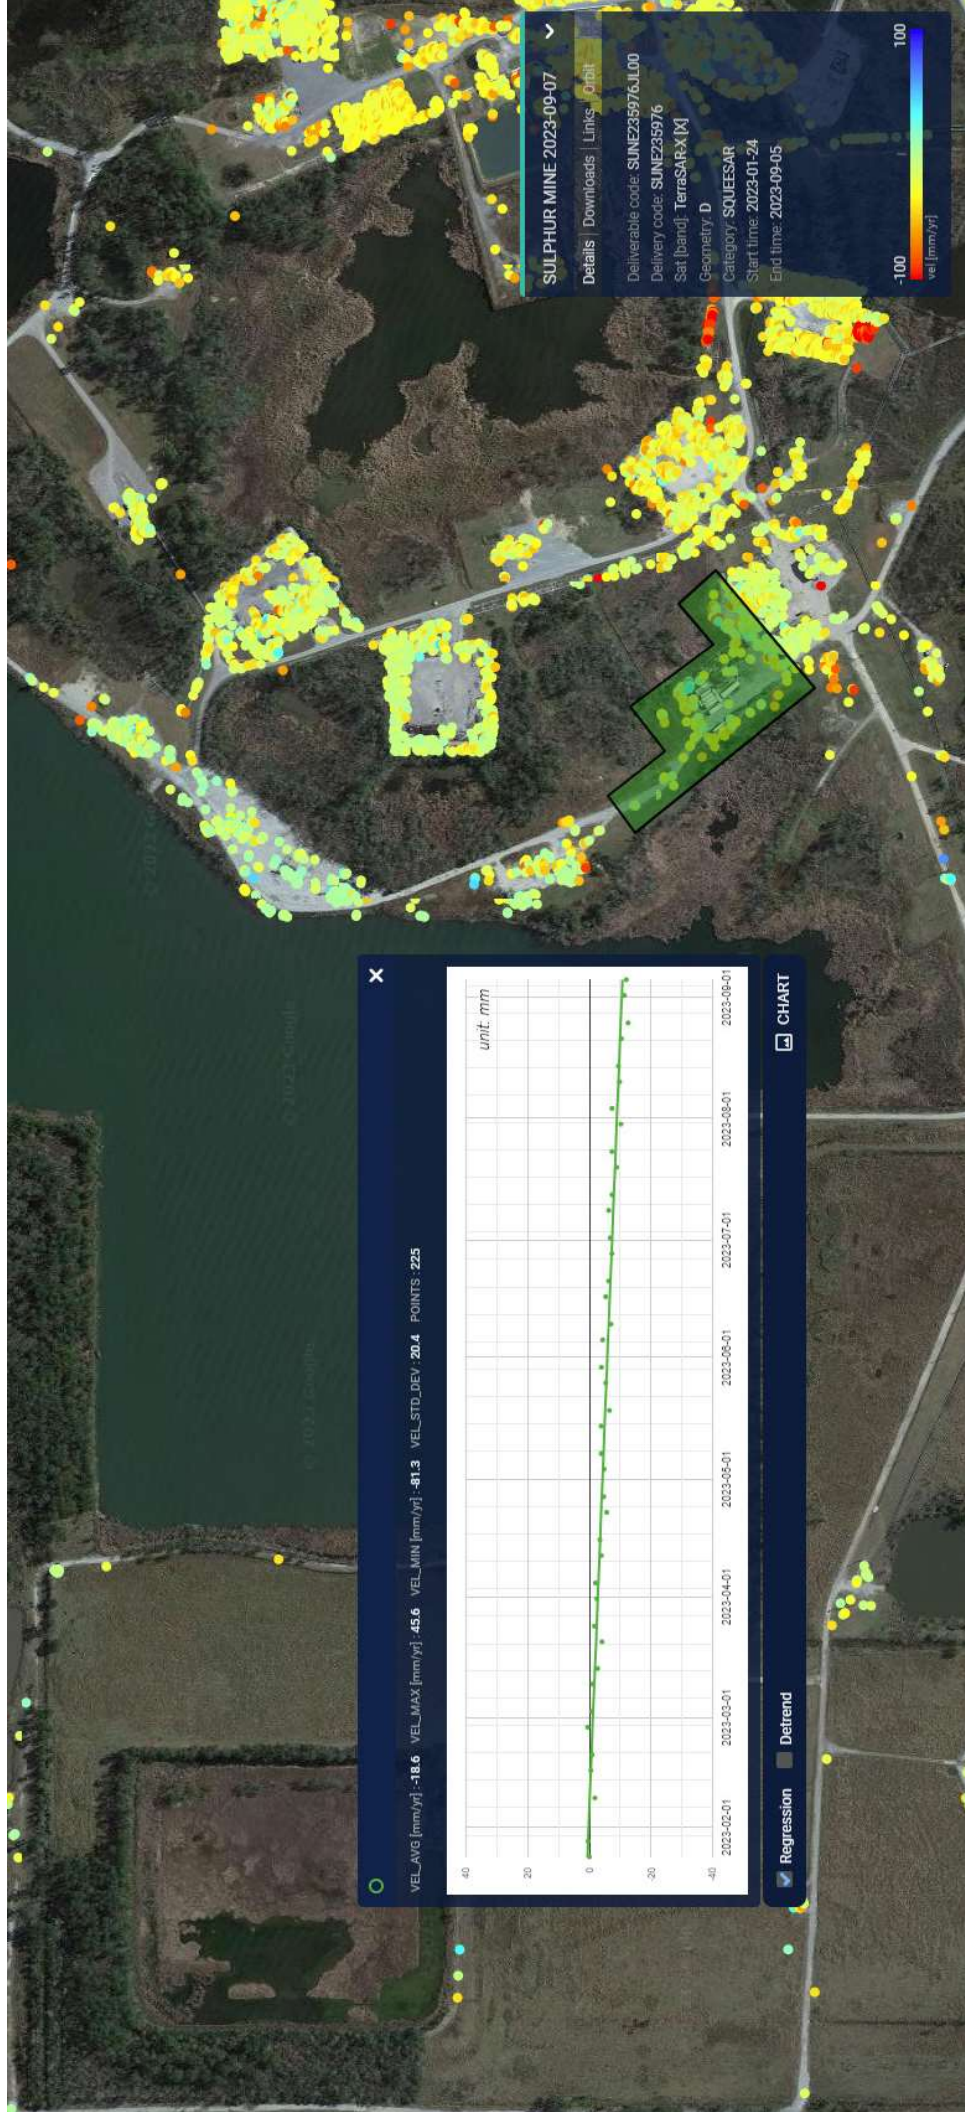 SULPHUR MINE 2023-09-07
Details | Downloads | Links | Orbit
Deliverable code: SUNE235976JL00
Delivery code: SUNE235976
Sat [band]: TerraSAR-X [X]
Geometry: D
Category: SQUEESAR
Start time: 2023-01-24
End time: 2023-09-05
-100 100
vel [mm/yr]
VEL_AVG [mm/yr] : -18.6 VEL_MAX [mm/yr] : 45.6 VEL_MIN [mm/yr] : -81.3 VEL_STD_DEV : 20.4 POINTS : 225
unit: mm
40
0
-20
-40
2023-02-01 2023-03-01 2023-04-01 2023-05-01 2023-06-01 2023-07-01 2023-08-01 2023-09-01
Regression Detrend CHART